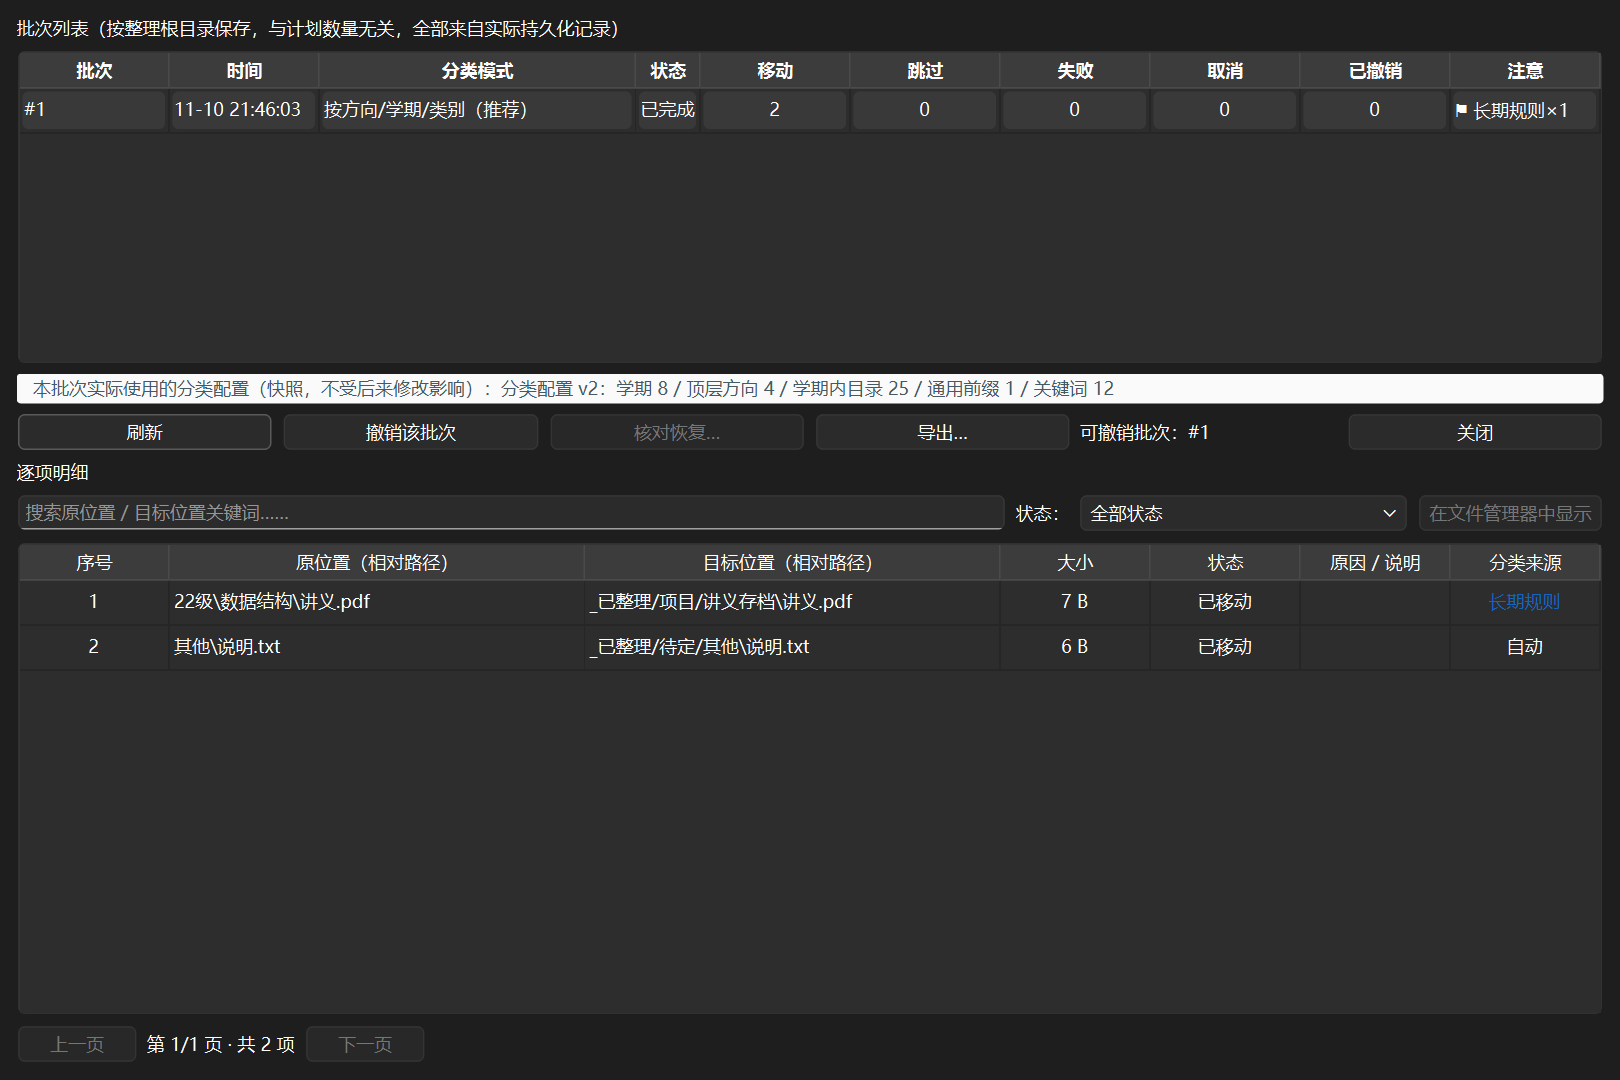 批次列表（按整理根目录保存，与计划数量无关，全部来自实际持久化记录）
批次 时间 分类模式 状态 移动 跳过 失败 取消 已撤销 注意
#1 11-10 21:46:03 按方向/学期/类别（推荐） 已完成 2 0 0 0 0 ⚑ 长期规则×1
本批次实际使用的分类配置（快照，不受后来修改影响）：分类配置 v2：学期 8 / 顶层方向 4 / 学期内目录 25 / 通用前缀 1 / 关键词 12
刷新 撤销该批次 核对恢复... 导出... 可撤销批次：#1 关闭
逐项明细
搜索原位置 / 目标位置关键词…… 状态： 全部状态 在文件管理器中显示
序号 原位置（相对路径） 目标位置（相对路径） 大小 状态 原因 / 说明 分类来源
1 22级\数据结构\讲义.pdf _已整理/项目/讲义存档\讲义.pdf 7 B 已移动 长期规则
2 其他\说明.txt _已整理/待定/其他\说明.txt 6 B 已移动 自动
上一页 第 1/1 页 · 共 2 项 下一页